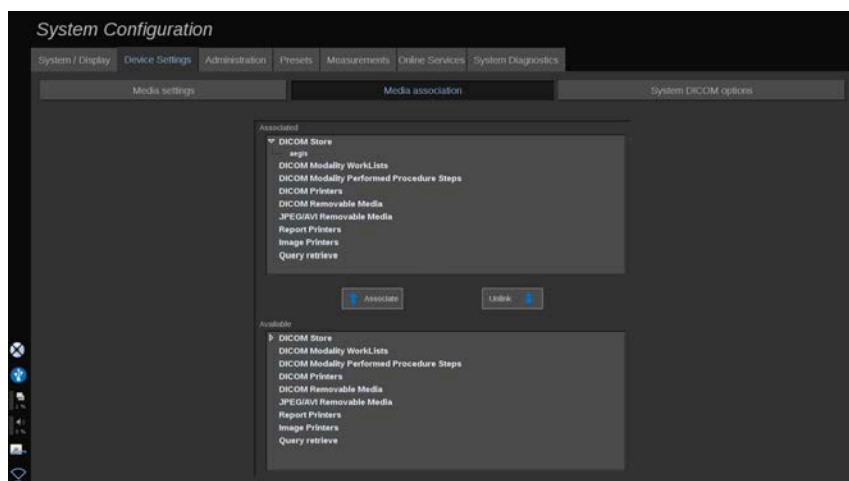 System Configuration
System / Display Device Settings Administration Presets Measurements Online Services System Diagnostics
Media settings Media association System DICOM options
Associated
DICOM Store
aegis
DICOM Modality WorkLists
DICOM Modality Performed Procedure Steps
DICOM Printers
DICOM Removable Media
JPEG/AVI Removable Media
Report Printers
Image Printers
Query retrieve
Associate Unlink
Available
DICOM Store
DICOM Modality WorkLists
DICOM Modality Performed Procedure Steps
DICOM Printers
DICOM Removable Media
JPEG/AVI Removable Media
Report Printers
Image Printers
Query retrieve